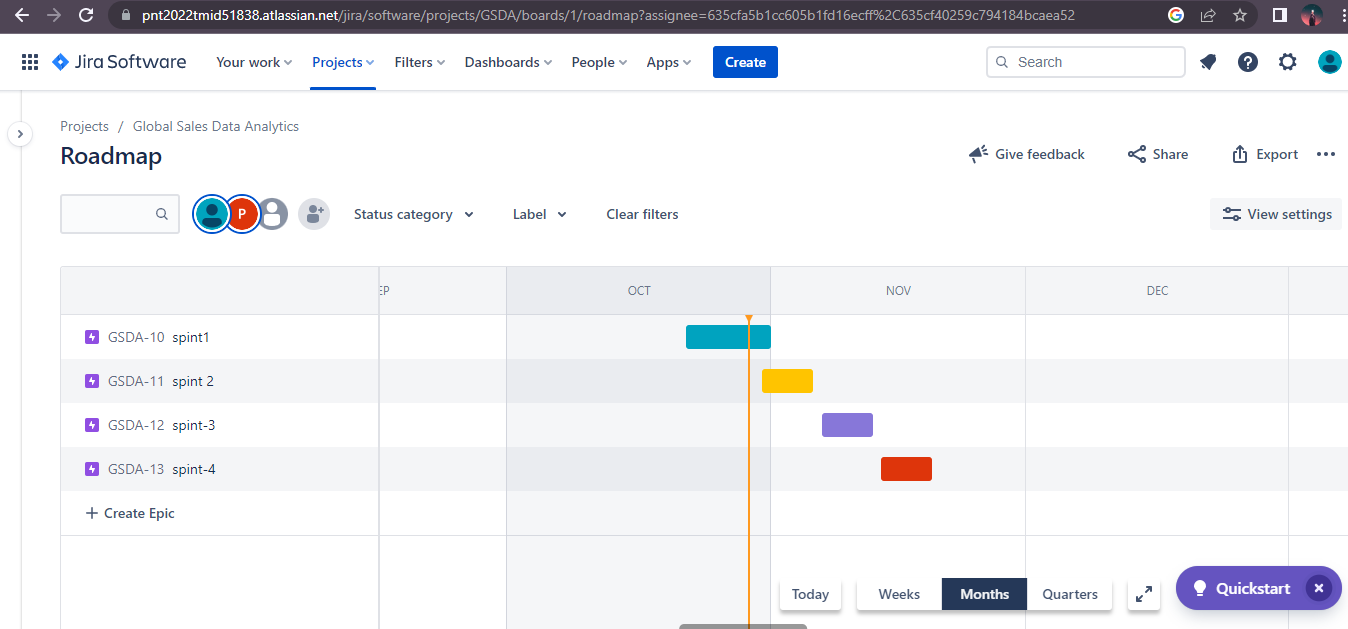 pnt2022tmid51838.atlassian.net/jira/software/projects/GSDA/boards/1/roadmap?assignee=635cfa5b1cc605b1fd16ecff%2C635cf40259c794184bcaea52
Jira Software Your work Projects Filters Dashboards People Apps Create Search
Projects / Global Sales Data Analytics
Roadmap
Give feedback Share Export
P Status category Label Clear filters View settings
EP OCT NOV DEC
GSDA-10 spint1
GSDA-11 spint 2
GSDA-12 spint-3
GSDA-13 spint-4
+ Create Epic
Today Weeks Months Quarters Quickstart